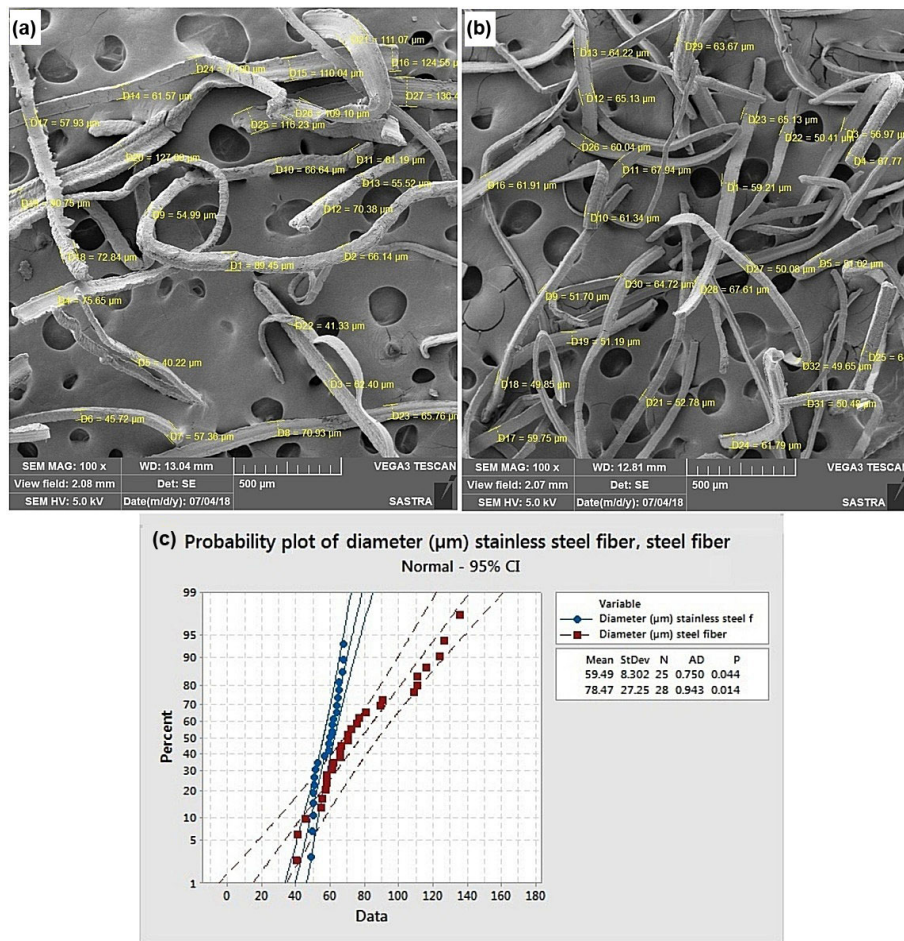 (a)
D21 = 111.07 µm
D24 = 77.90 µm
D15 = 110.04 µm
D16 = 124.55 µm
D14 = 61.57 µm
D27 = 130.4
D26 = 109.10 µm
D17 = 57.93 µm
D25 = 116.23 µm
D11 = 61.19 µm
D10 = 66.64 µm
D13 = 55.52 µm
D12 = 70.38 µm
D9 = 54.99 µm
D18 = 72.84 µm
D2 = 66.14 µm
D1 = 89.45 µm
75.65 µm
D22 = 41.33 µm
D5 = 40.22 µm
D3 = 62.40 µm
D6 = 45.72 µm
D23 = 65.76 µm
D7 = 57.36 µm
D8 = 70.93 µm
SEM MAG: 100 x
WD: 13.04 mm
VEGA3 TESCAN
View field: 2.08 mm
Det: SE
500 µm
SEM HV: 5.0 kV
Date(m/d/y): 07/04/18
SASTRA
(b)
D13 = 64.22 µm
D29 = 63.67 µm
D12 = 65.13 µm
D23 = 65.13 µm
D22 = 50.41 µm
D3 = 56.97 µm
D26 = 60.04 µm
D4 = 67.77
D11 = 67.94 µm
D16 = 61.91 µm
D1 = 59.21 µm
D10 = 61.34 µm
D27 = 50.08 µm
D30 = 64.72 µm
D28 = 67.61 µm
D9 = 51.70 µm
D19 = 51.19 µm
D25 = 6
D32 = 49.65 µm
D18 = 49.85 µm
D21 = 52.78 µm
D31 = 50.48 µm
D17 = 59.75 µm
D24 = 61.79 µm
SEM MAG: 100 x
WD: 12.81 mm
VEGA3 TESCAN
View field: 2.07 mm
Det: SE
500 µm
SEM HV: 5.0 kV
Date(m/d/y): 07/04/18
SASTRA
(c) Probability plot of diameter (µm) stainless steel fiber, steel fiber
Normal - 95% CI
99
95
90
80
70
60
50
40
30
20
10
5
1
Percent
0 20 40 60 80 100 120 140 160 180
Data
Variable
Diameter (µm) stainless steel f
Diameter (µm) steel fiber
Mean StDev N AD P
59.49 8.302 25 0.750 0.044
78.47 27.25 28 0.943 0.014